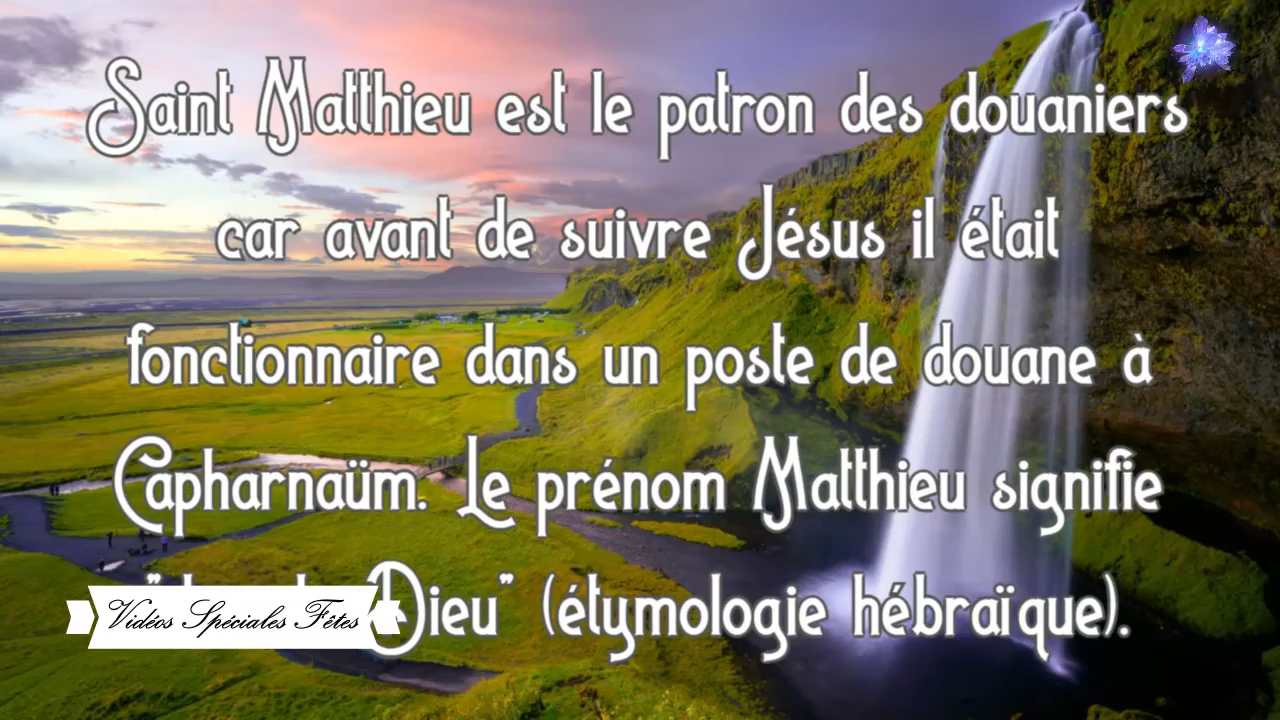 Saint Matthieu est le patron des douaniers
car avant de suivre Jésus il était
fonctionnaire dans un poste de douane à
Capharnaüm. Le prénom Matthieu signifie
Dieu" (étymologie hébraïque).
Vidéos Spéciales Fêtes